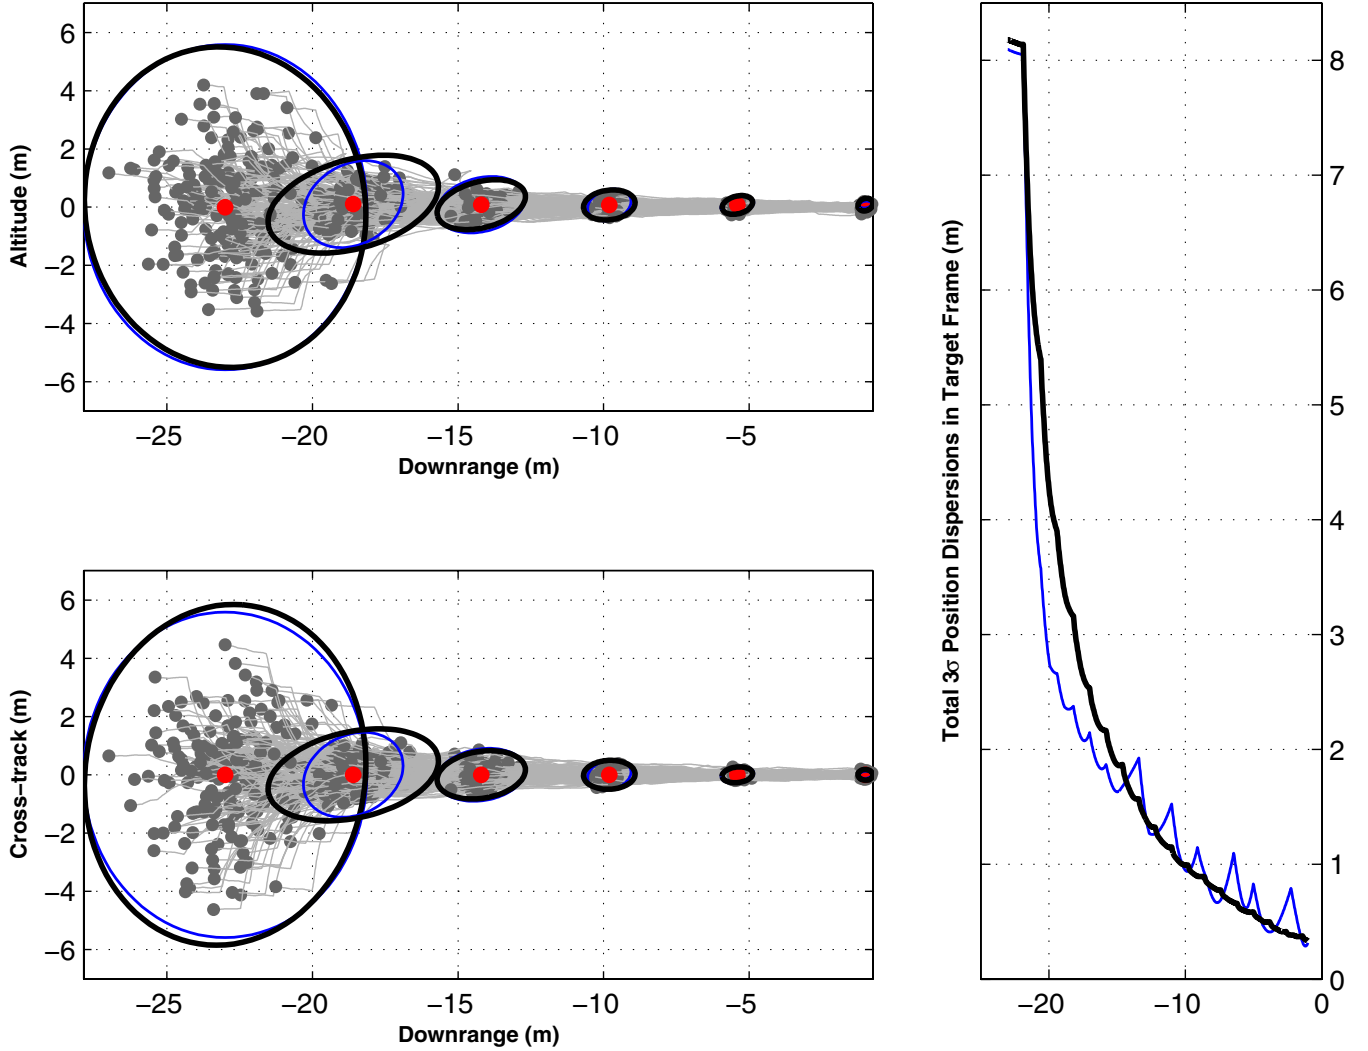 6
4
2
0
−2
−4
−6
Altitude (m)
−25 −20 −15 −10 −5
Downrange (m)
6
4
2
0
−2
−4
−6
Cross−track (m)
−25 −20 −15 −10 −5
Downrange (m)
Total 3σ Position Dispersions in Target Frame (m)
8
7
6
5
4
3
2
1
0
−20 −10 0